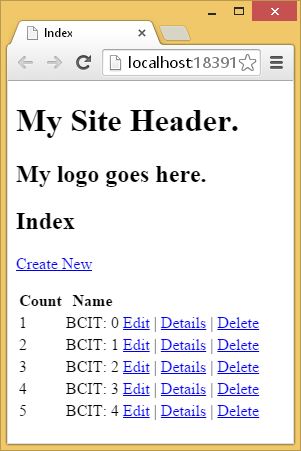 Index
localhost:18391
My Site Header.
My logo goes here.
Index
Create New
Count Name
1 BCIT: 0 Edit | Details | Delete
2 BCIT: 1 Edit | Details | Delete
3 BCIT: 2 Edit | Details | Delete
4 BCIT: 3 Edit | Details | Delete
5 BCIT: 4 Edit | Details | Delete